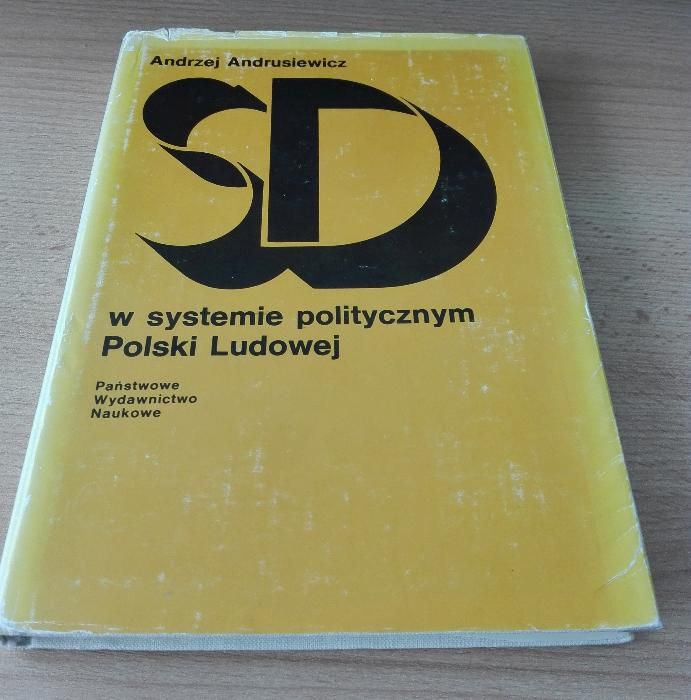 Andrzej Andrusiewicz
SD
w systemie politycznym
Polski Ludowej
Państwowe
Wydawnictwo
Naukowe